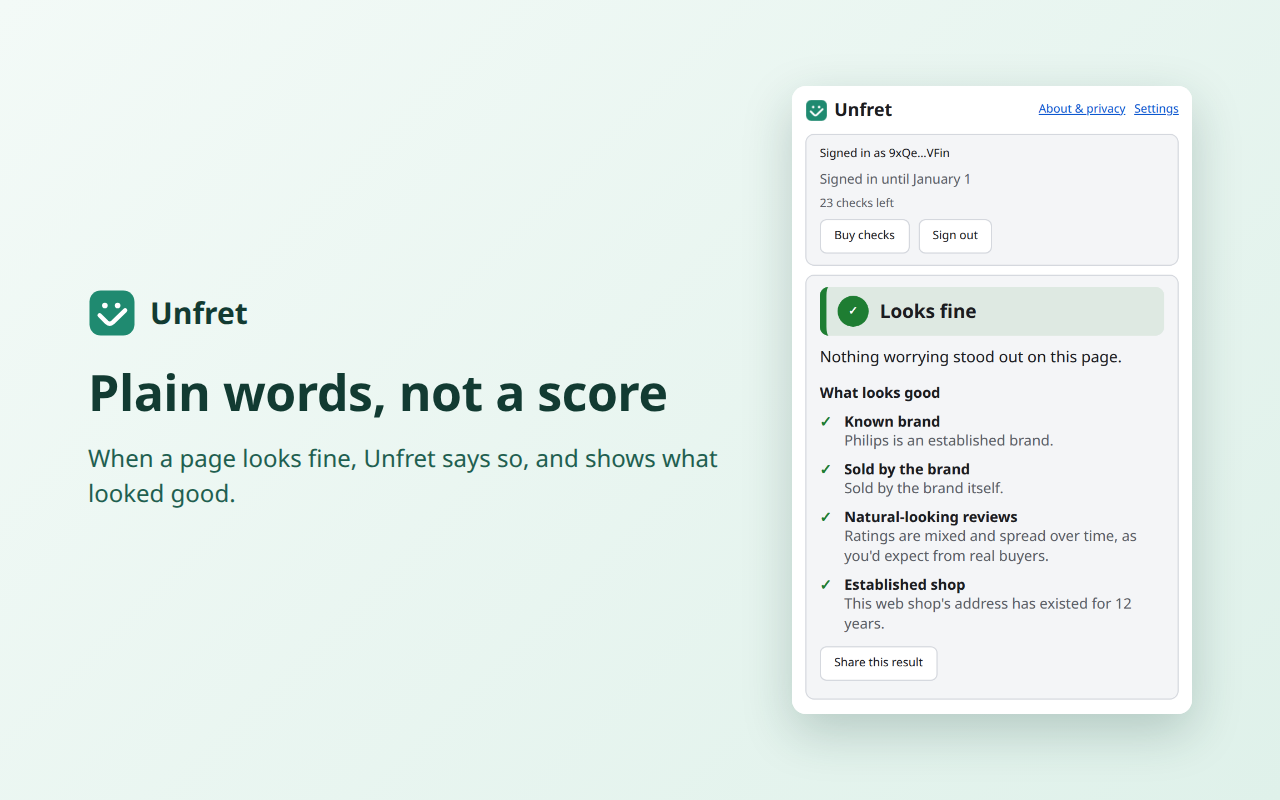 Unfret
Plain words, not a score
When a page looks fine, Unfret says so, and shows what
looked good.
Unfret
About & privacy Settings
Signed in as 9xQe…VFin
Signed in until January 1
23 checks left
Buy checks Sign out
✓ Looks fine
Nothing worrying stood out on this page.
What looks good
✓ Known brand
Philips is an established brand.
✓ Sold by the brand
Sold by the brand itself.
✓ Natural-looking reviews
Ratings are mixed and spread over time, as
you'd expect from real buyers.
✓ Established shop
This web shop's address has existed for 12
years.
Share this result